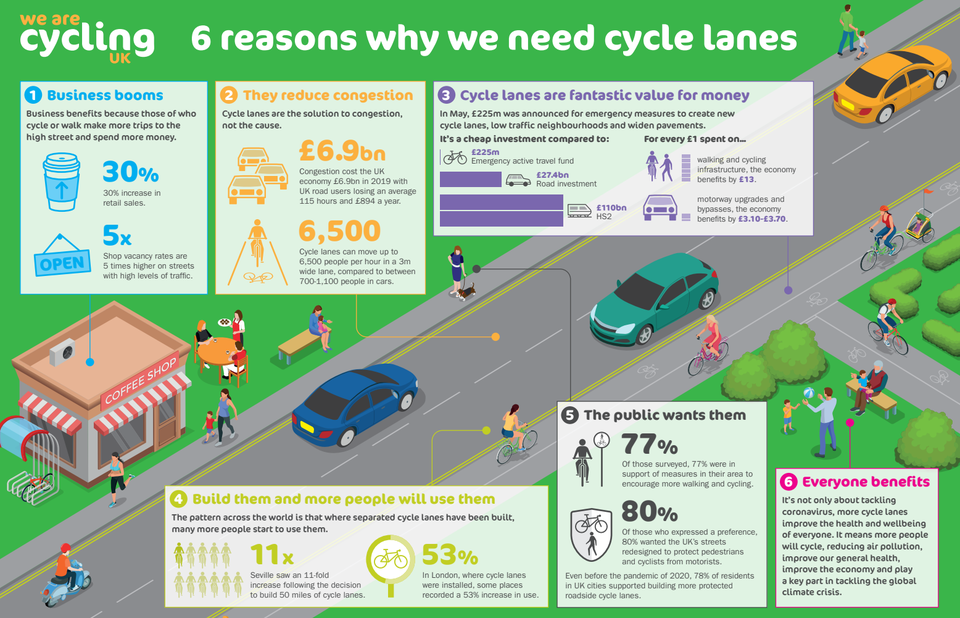 we are
cycling
UK
6 reasons why we need cycle lanes
1 Business booms
Business benefits because those of who
cycle or walk make more trips to the
high street and spend more money.
30%
30% increase in
retail sales.
OPEN
5x
Shop vacancy rates are
5 times higher on streets
with high levels of traffic.
2 They reduce congestion
Cycle lanes are the solution to congestion,
not the cause.
£6.9bn
Congestion cost the UK
economy £6.9bn in 2019 with
UK road users losing an average
115 hours and £894 a year.
6,500
Cycle lanes can move up to
6,500 people per hour in a 3m
wide lane, compared to between
700-1,100 people in cars.
3 Cycle lanes are fantastic value for money
In May, £225m was announced for emergency measures to create new
cycle lanes, low traffic neighbourhoods and widen pavements.
It's a cheap investment compared to:
£225m
Emergency active travel fund
£27.4bn
Road investment
£110bn
HS2
For every £1 spent on...
walking and cycling
infrastructure, the economy
benefits by £13.
motorway upgrades and
bypasses, the economy
benefits by £3.10-£3.70.
COFFEE SHOP
4 Build them and more people will use them
The pattern across the world is that where separated cycle lanes have been built,
many more people start to use them.
11x
Seville saw an 11-fold
increase following the decision
to build 50 miles of cycle lanes.
53%
In London, where cycle lanes
were installed, some places
recorded a 53% increase in use.
5 The public wants them
77%
Of those surveyed, 77% were in
support of measures in their area to
encourage more walking and cycling.
80%
Of those who expressed a preference,
80% wanted the UK's streets
redesigned to protect pedestrians
and cyclists from motorists.
Even before the pandemic of 2020, 78% of residents
in UK cities supported building more protected
roadside cycle lanes.
6 Everyone benefits
It's not only about tackling
coronavirus, more cycle lanes
improve the health and wellbeing
of everyone. It means more people
will cycle, reducing air pollution,
improve our general health,
improve the economy and play
a key part in tackling the global
climate crisis.